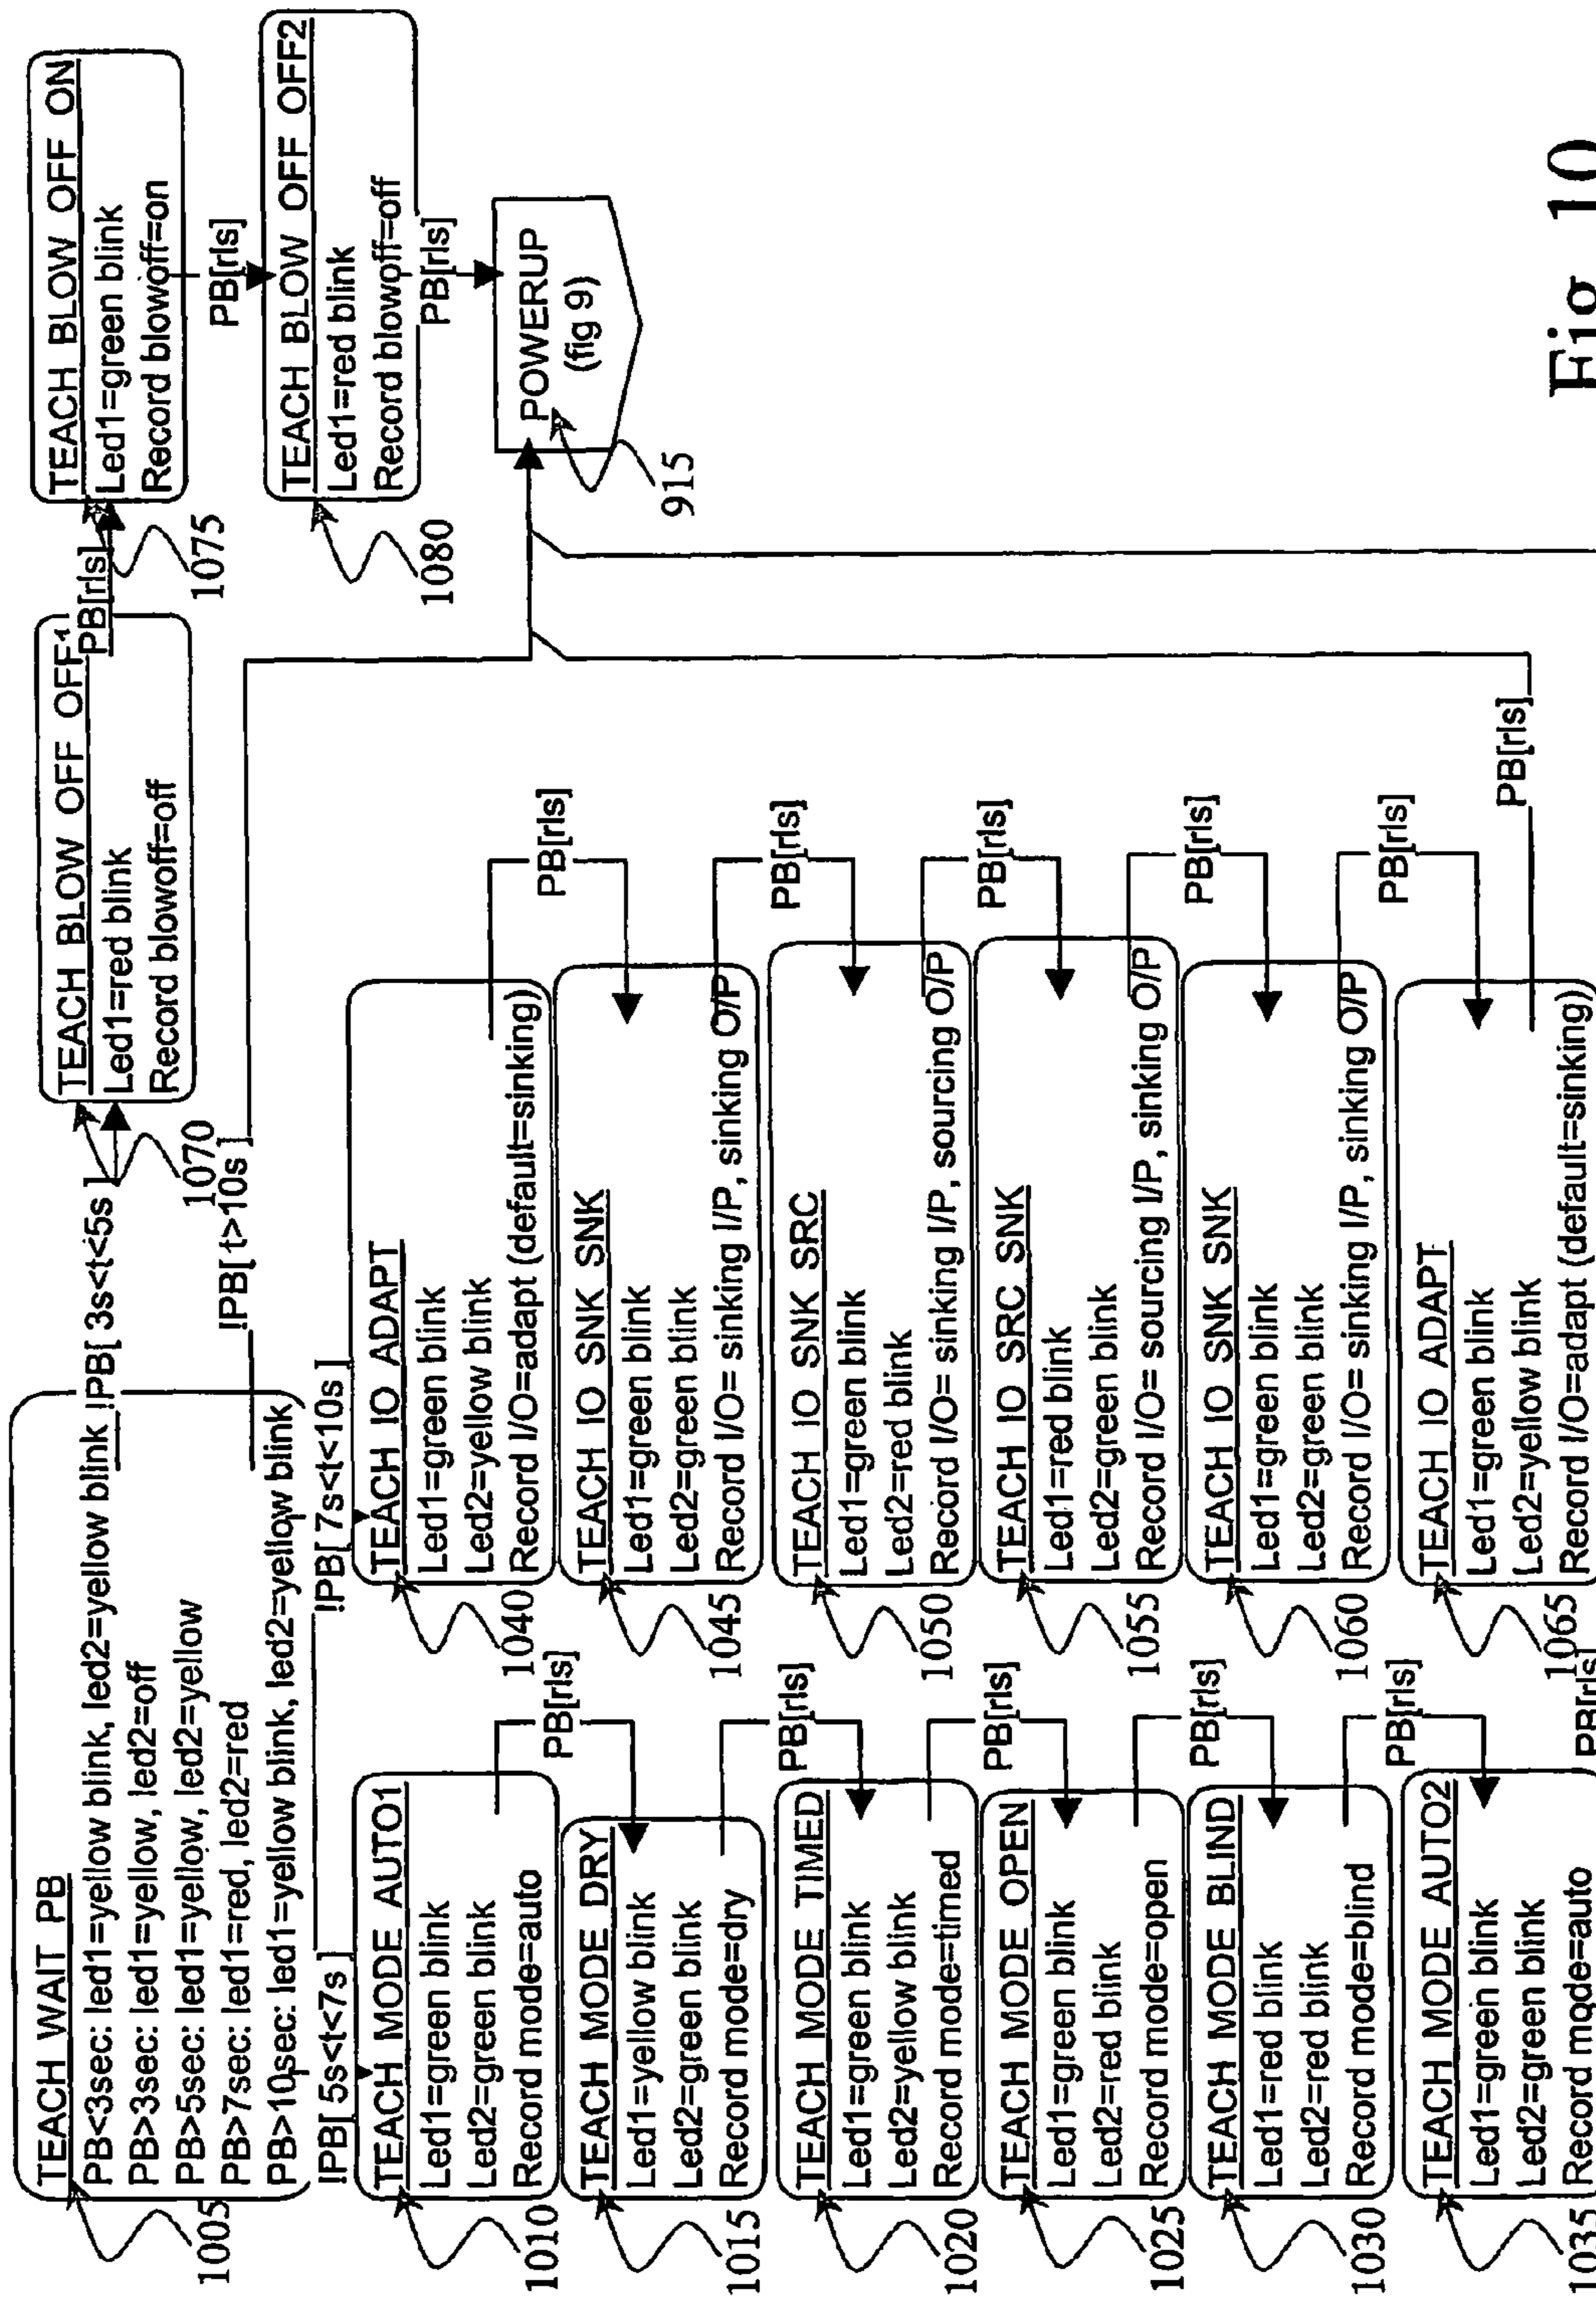 TEACH WAIT PB
PB<3sec: led1=yellow blink, led2=yellow blink
PB>3sec: led1=yellow, led2=off
PB>5sec: led1=yellow, led2=yellow
PB>7sec: led1=red, led2=red
PB>10sec: led1=yellow blink, led2=yellow blink
1005
!PB[ 3s<t<5s ]
1070
TEACH BLOW OFF OFF1
Led1=red blink
Record blowoff=off
PB[rls]
1075
TEACH BLOW OFF ON
Led1=green blink
Record blowoff=on
PB[rls]
1080
TEACH BLOW OFF OFF2
Led1=red blink
Record blowoff=off
PB[rls]
POWERUP
(fig 9)
915
!PB[ t>10s ]
!PB[ 5s<t<7s ]
!PB[ 7s<t<10s ]
TEACH MODE AUTO1
Led1=green blink
Led2=green blink
Record mode=auto
1010
PB[rls]
TEACH MODE DRY
Led1=yellow blink
Led2=green blink
Record mode=dry
1015
PB[rls]
TEACH MODE TIMED
Led1=green blink
Led2=yellow blink
Record mode=timed
1020
PB[rls]
TEACH MODE OPEN
Led1=green blink
Led2=red blink
Record mode=open
1025
PB[rls]
TEACH MODE BLIND
Led1=red blink
Led2=red blink
Record mode=blind
1030
PB[rls]
TEACH MODE AUTO2
Led1=green blink
Led2=green blink
Record mode=auto
1035
PB[rls]
TEACH IO ADAPT
Led1=green blink
Led2=yellow blink
Record I/O=adapt (default=sinking)
1040
PB[rls]
TEACH IO SNK SNK
Led1=green blink
Led2=green blink
Record I/O= sinking I/P, sinking O/P
1045
PB[rls]
TEACH IO SNK SRC
Led1=green blink
Led2=red blink
Record I/O= sinking I/P, sourcing O/P
1050
PB[rls]
TEACH IO SRC SNK
Led1=red blink
Led2=green blink
Record I/O= sourcing I/P, sinking O/P
1055
PB[rls]
TEACH IO SNK SNK
Led1=green blink
Led2=green blink
Record I/O= sinking I/P, sinking O/P
1060
PB[rls]
TEACH IO ADAPT
Led1=green blink
Led2=yellow blink
Record I/O=adapt (default=sinking)
1065
PB[rls]
Fig 10